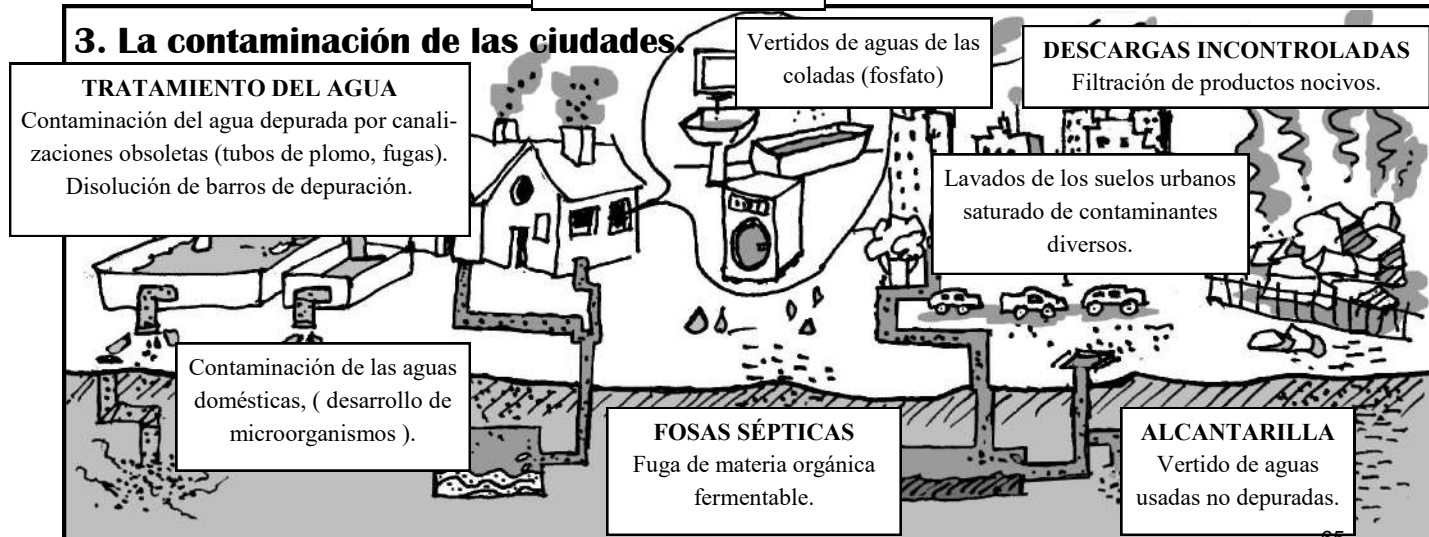 3. La contaminación de las ciudades.
TRATAMIENTO DEL AGUA
Contaminación del agua depurada por canali-
zaciones obsoletas (tubos de plomo, fugas).
Disolución de barros de depuración.
Vertidos de aguas de las
coladas (fosfato)
DESCARGAS INCONTROLADAS
Filtración de productos nocivos.
Lavados de los suelos urbanos
saturado de contaminantes
diversos.
Contaminación de las aguas
domésticas, ( desarrollo de
microorganismos ).
FOSAS SÉPTICAS
Fuga de materia orgánica
fermentable.
ALCANTARILLA
Vertido de aguas
usadas no depuradas.